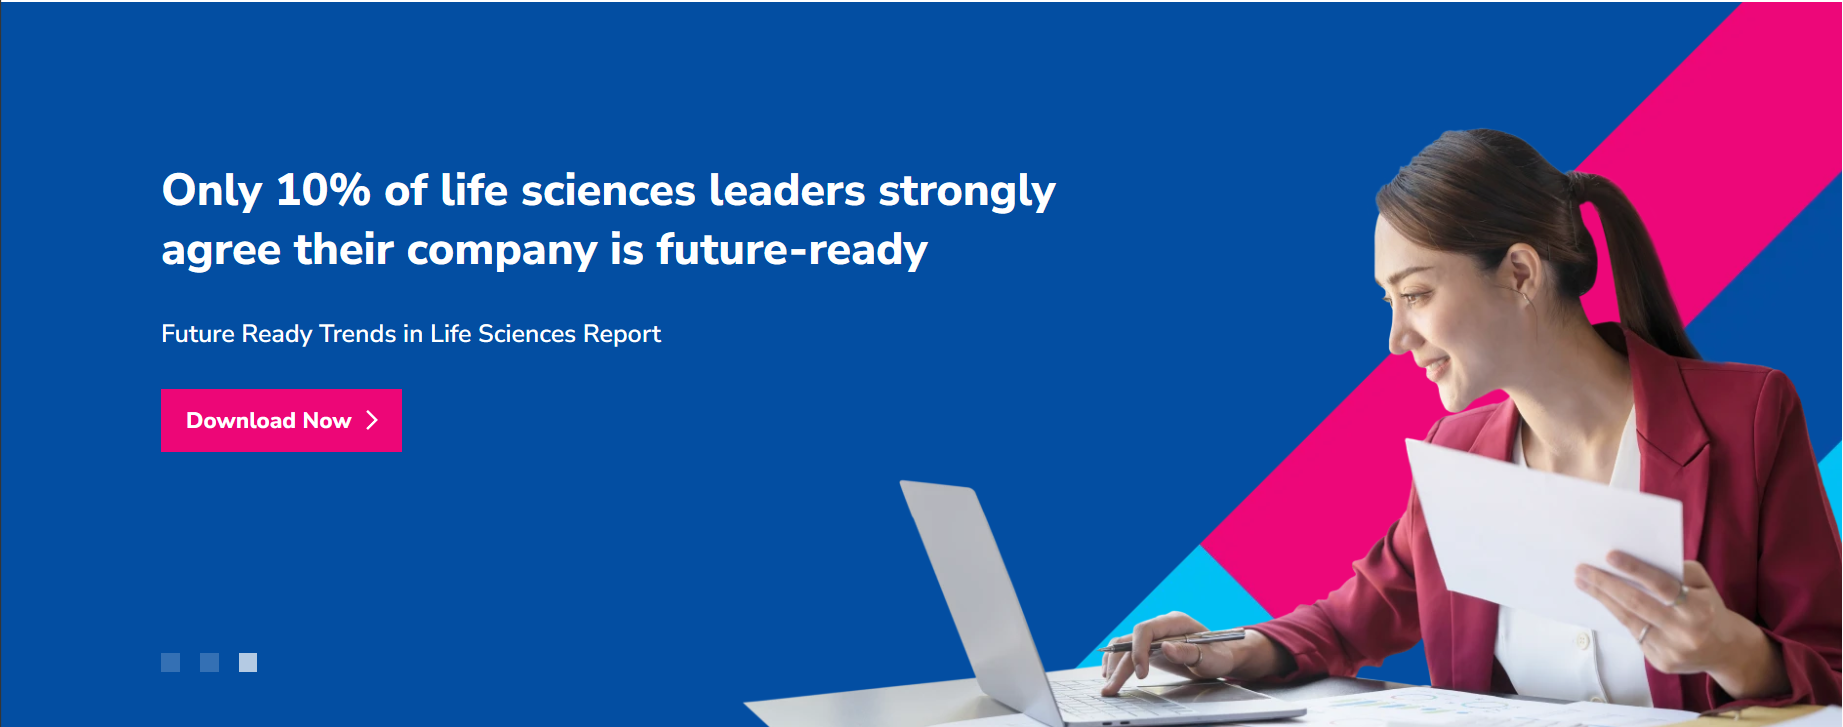 Only 10% of life sciences leaders strongly
agree their company is future-ready
Future Ready Trends in Life Sciences Report
Download Now